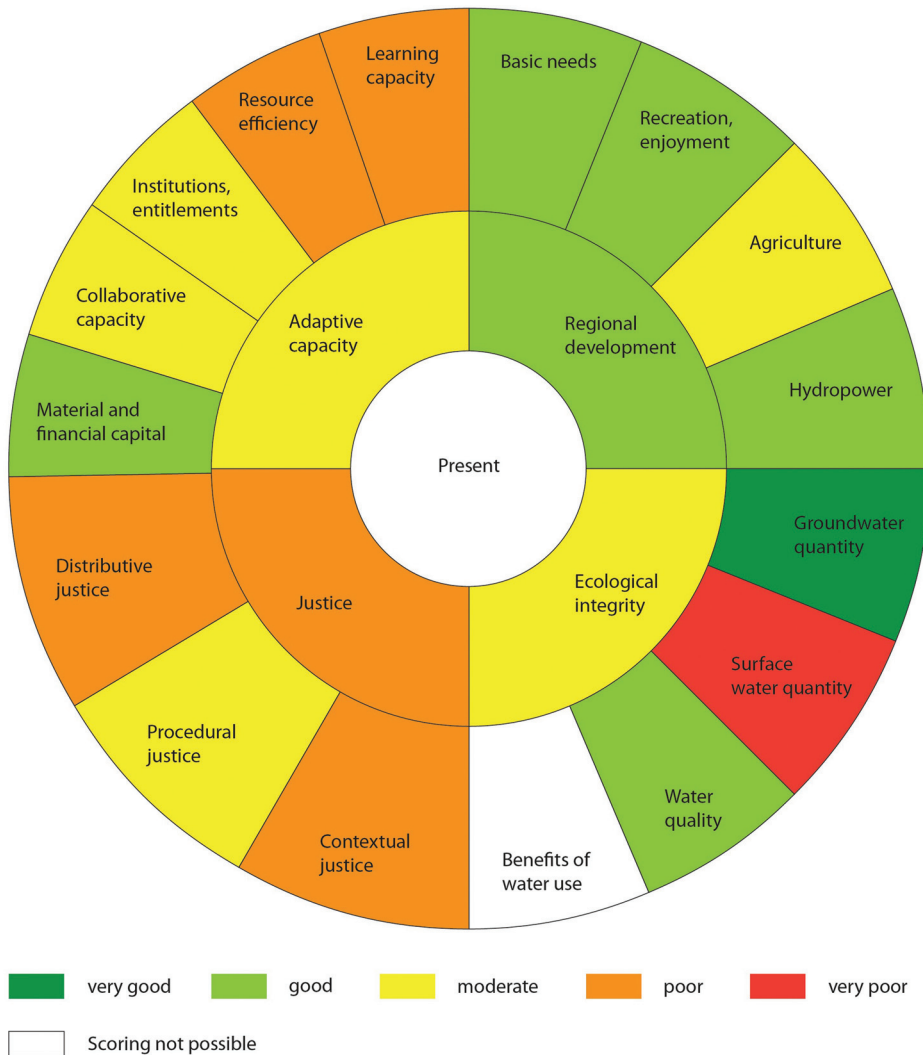 Learning
capacity
Basic needs
Resource
efficiency
Recreation,
enjoyment
Institutions,
entitlements
Agriculture
Collaborative
capacity
Adaptive
capacity
Regional
development
Hydropower
Material and
financial capital
Present
Groundwater
quantity
Distributive
justice
Justice
Ecological
integrity
Surface
water quantity
Procedural
justice
Water
quality
Contextual
justice
Benefits of
water use
very good
good
moderate
poor
very poor
Scoring not possible